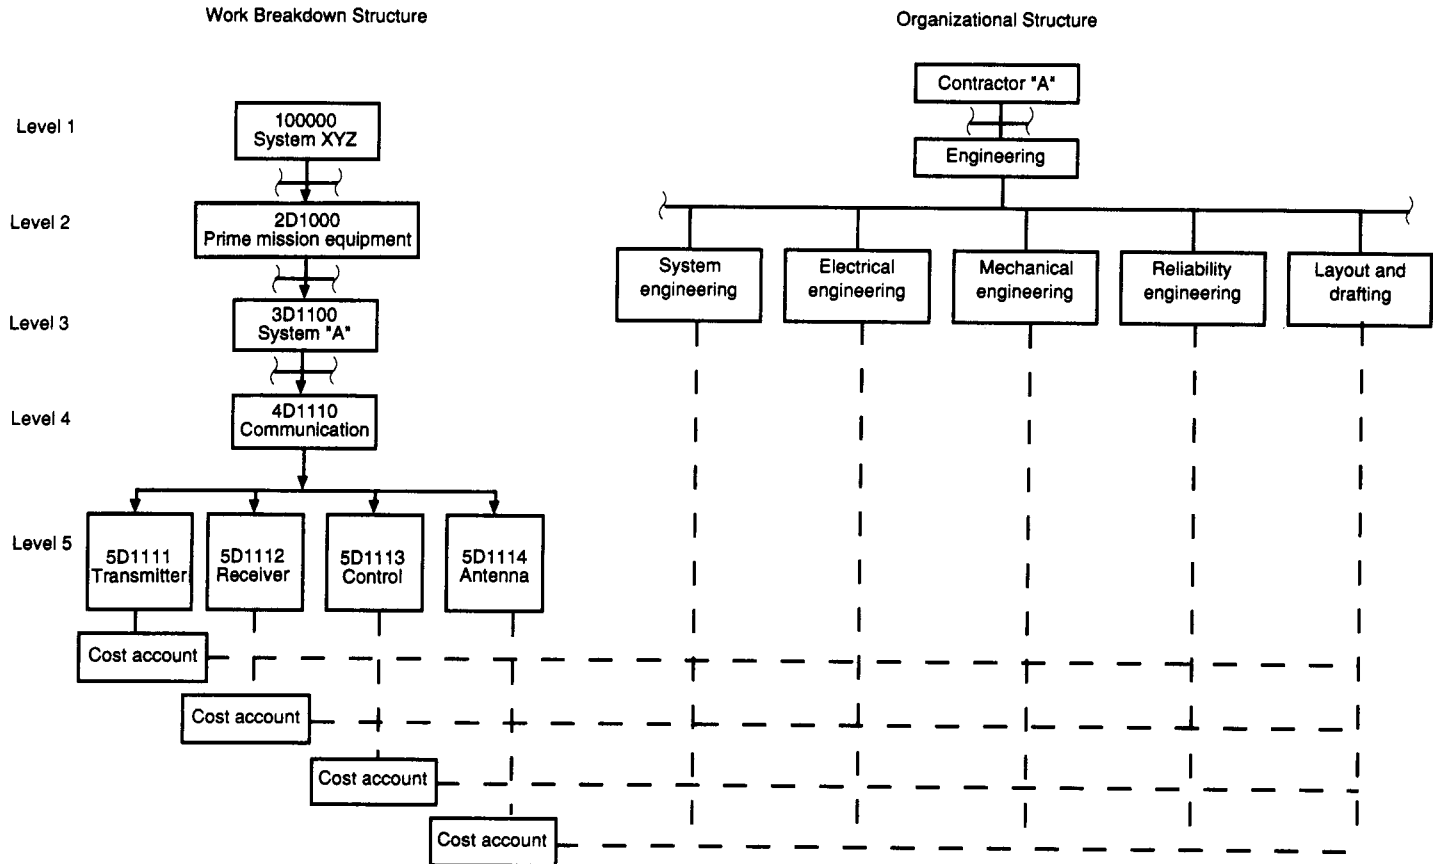 Work Breakdown Structure
Organizational Structure
Contractor "A"
Level 1
100000
System XYZ
Engineering
Level 2
2D1000
Prime mission equipment
System
engineering
Electrical
engineering
Mechanical
engineering
Reliability
engineering
Layout and
drafting
Level 3
3D1100
System "A"
Level 4
4D1110
Communication
Level 5
5D1111
Transmitter
5D1112
Receiver
5D1113
Control
5D1114
Antenna
Cost account
Cost account
Cost account
Cost account